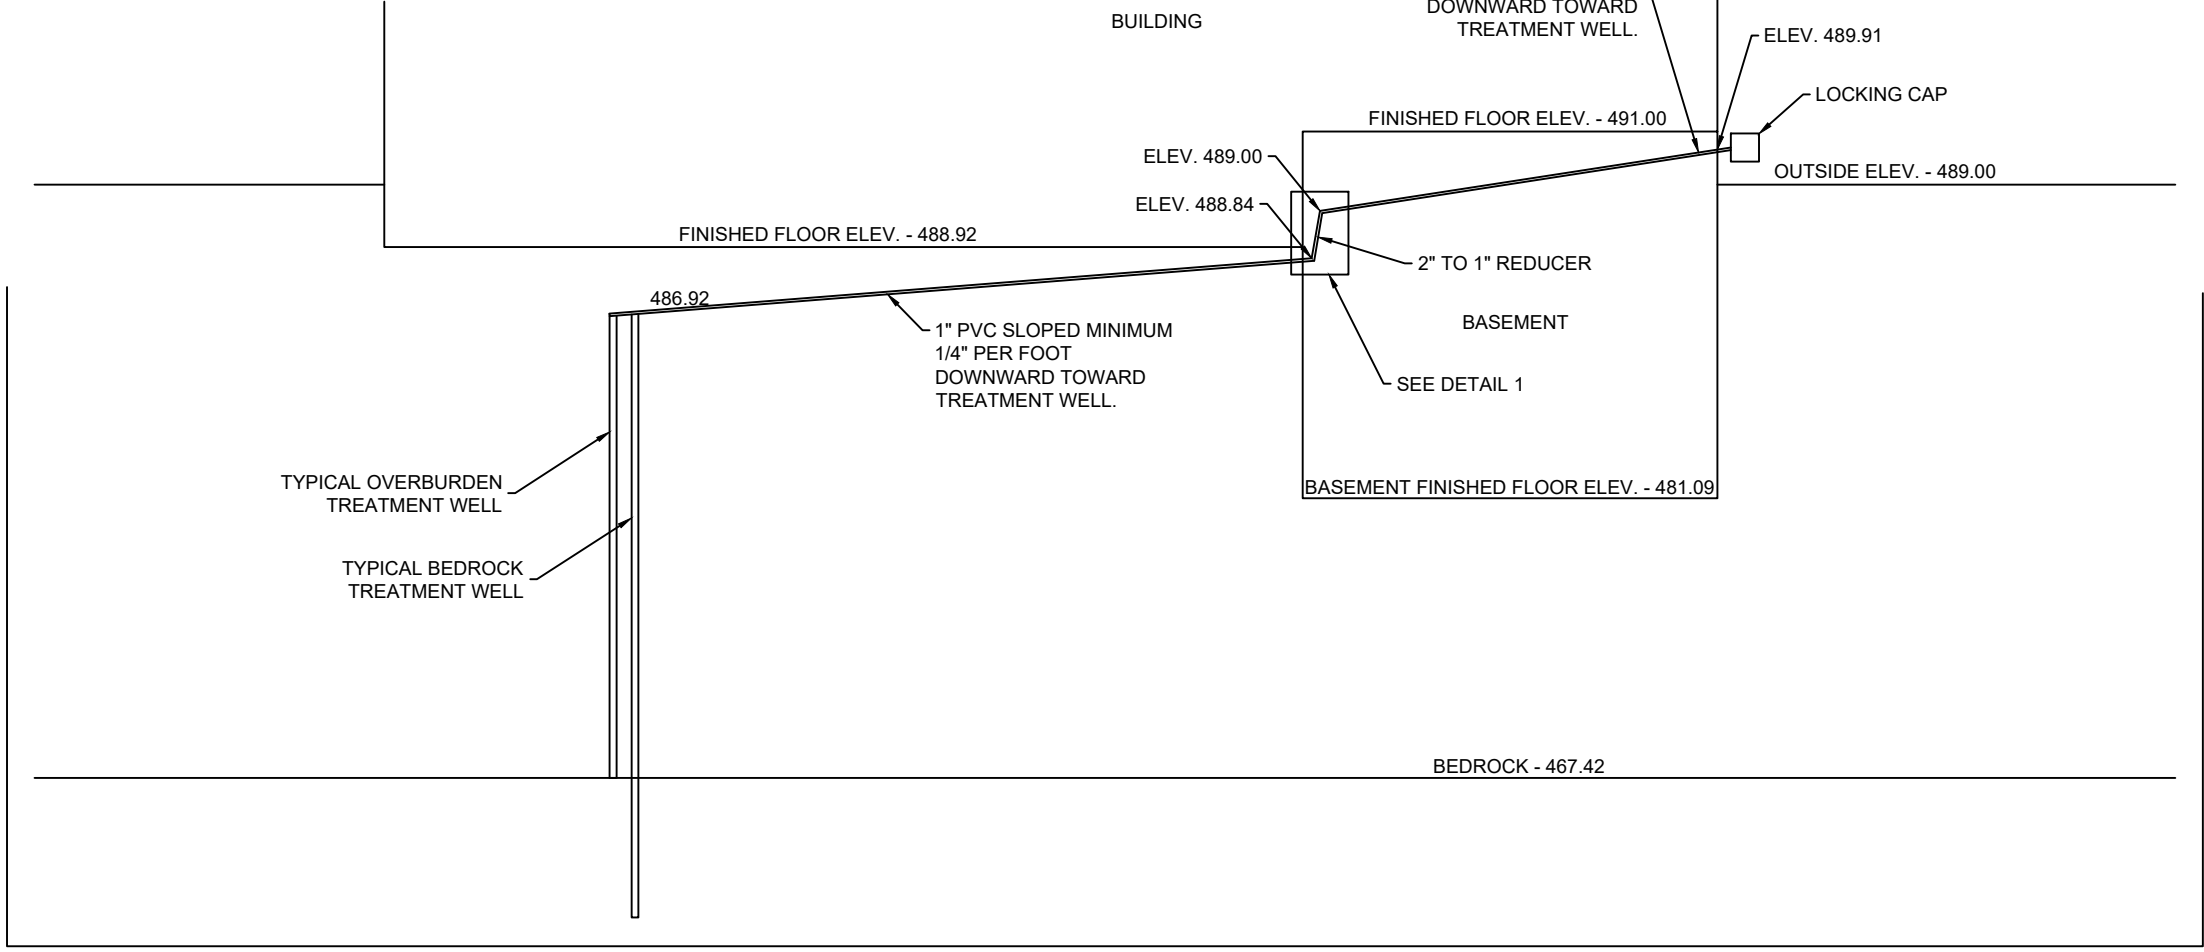 BUILDING
DOWNWARD TOWARD
TREATMENT WELL.
ELEV. 489.91
LOCKING CAP
FINISHED FLOOR ELEV. - 491.00
ELEV. 489.00
OUTSIDE ELEV. - 489.00
ELEV. 488.84
FINISHED FLOOR ELEV. - 488.92
2" TO 1" REDUCER
486.92
BASEMENT
1" PVC SLOPED MINIMUM
1/4" PER FOOT
DOWNWARD TOWARD
TREATMENT WELL.
SEE DETAIL 1
TYPICAL OVERBURDEN
TREATMENT WELL
BASEMENT FINISHED FLOOR ELEV. - 481.09
TYPICAL BEDROCK
TREATMENT WELL
BEDROCK - 467.42